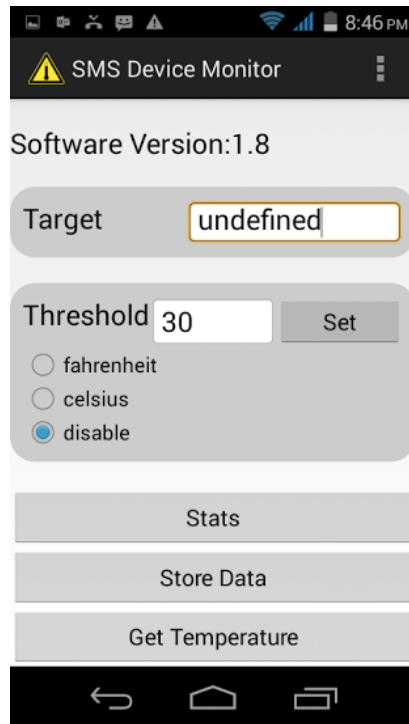 8:46 PM
SMS Device Monitor
Software Version:1.8
Target undefined
Threshold 30 Set
fahrenheit
celsius
disable
Stats
Store Data
Get Temperature